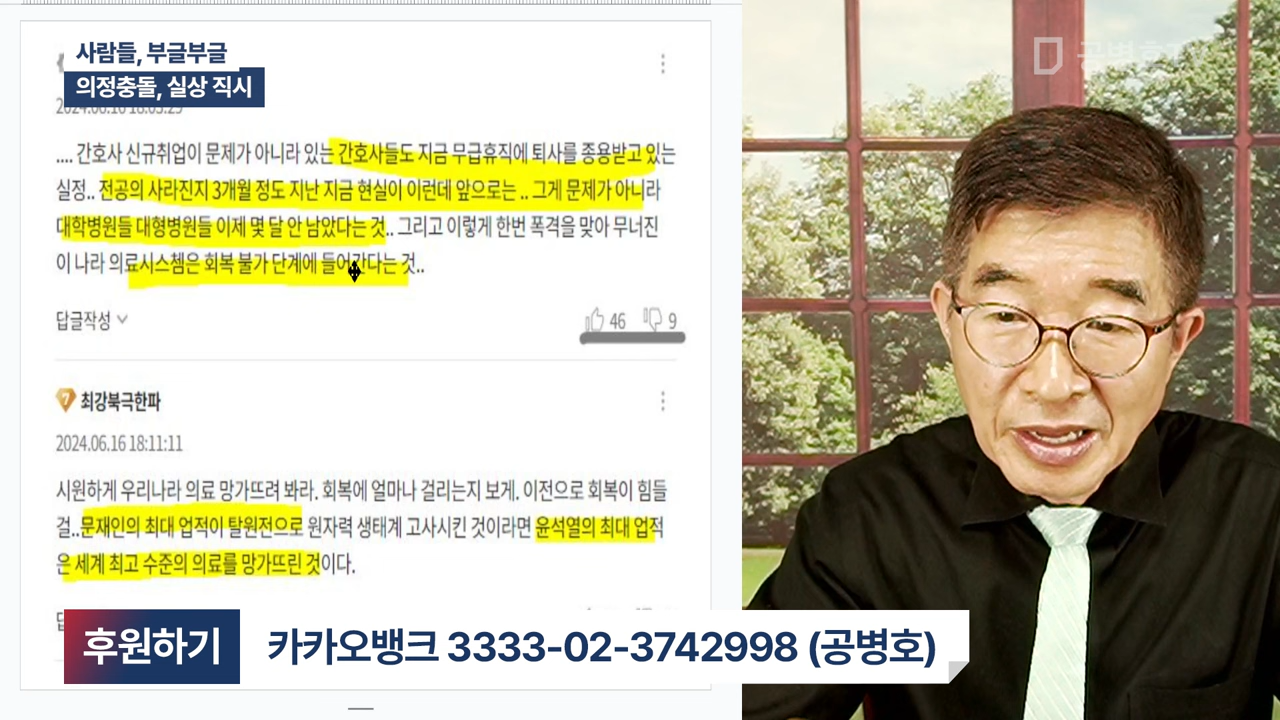 사람들, 부글부글
의정충돌, 실상 직시
2024.06.16 18:03:29
.... 간호사 신규취업이 문제가 아니라 있는 간호사들도 지금 무급휴직에 퇴사를 종용받고 있는
실정.. 전공의 사라진지 3개월 정도 지난 지금 현실이 이런데 앞으로는 .. 그게 문제가 아니라
대학병원들 대형병원들 이제 몇 달 안 남았다는 것.. 그리고 이렇게 한번 폭격을 맞아 무너진
이 나라 의료시스쳄은 회복 불가 단계에 들어갔다는 것..
답글작성
46 9
최강북극한파
2024.06.16 18:11:11
시원하게 우리나라 의료 망가뜨려 봐라. 회복에 얼마나 걸리는지 보게. 이전으로 회복이 힘들
걸..문재인의 최대 업적이 탈원전으로 원자력 생태계 고사시킨 것이라면 윤석열의 최대 업적
은 세계 최고 수준의 의료를 망가뜨린 것이다.
후원하기
카카오뱅크 3333-02-3742998 (공병호)
공병호TV